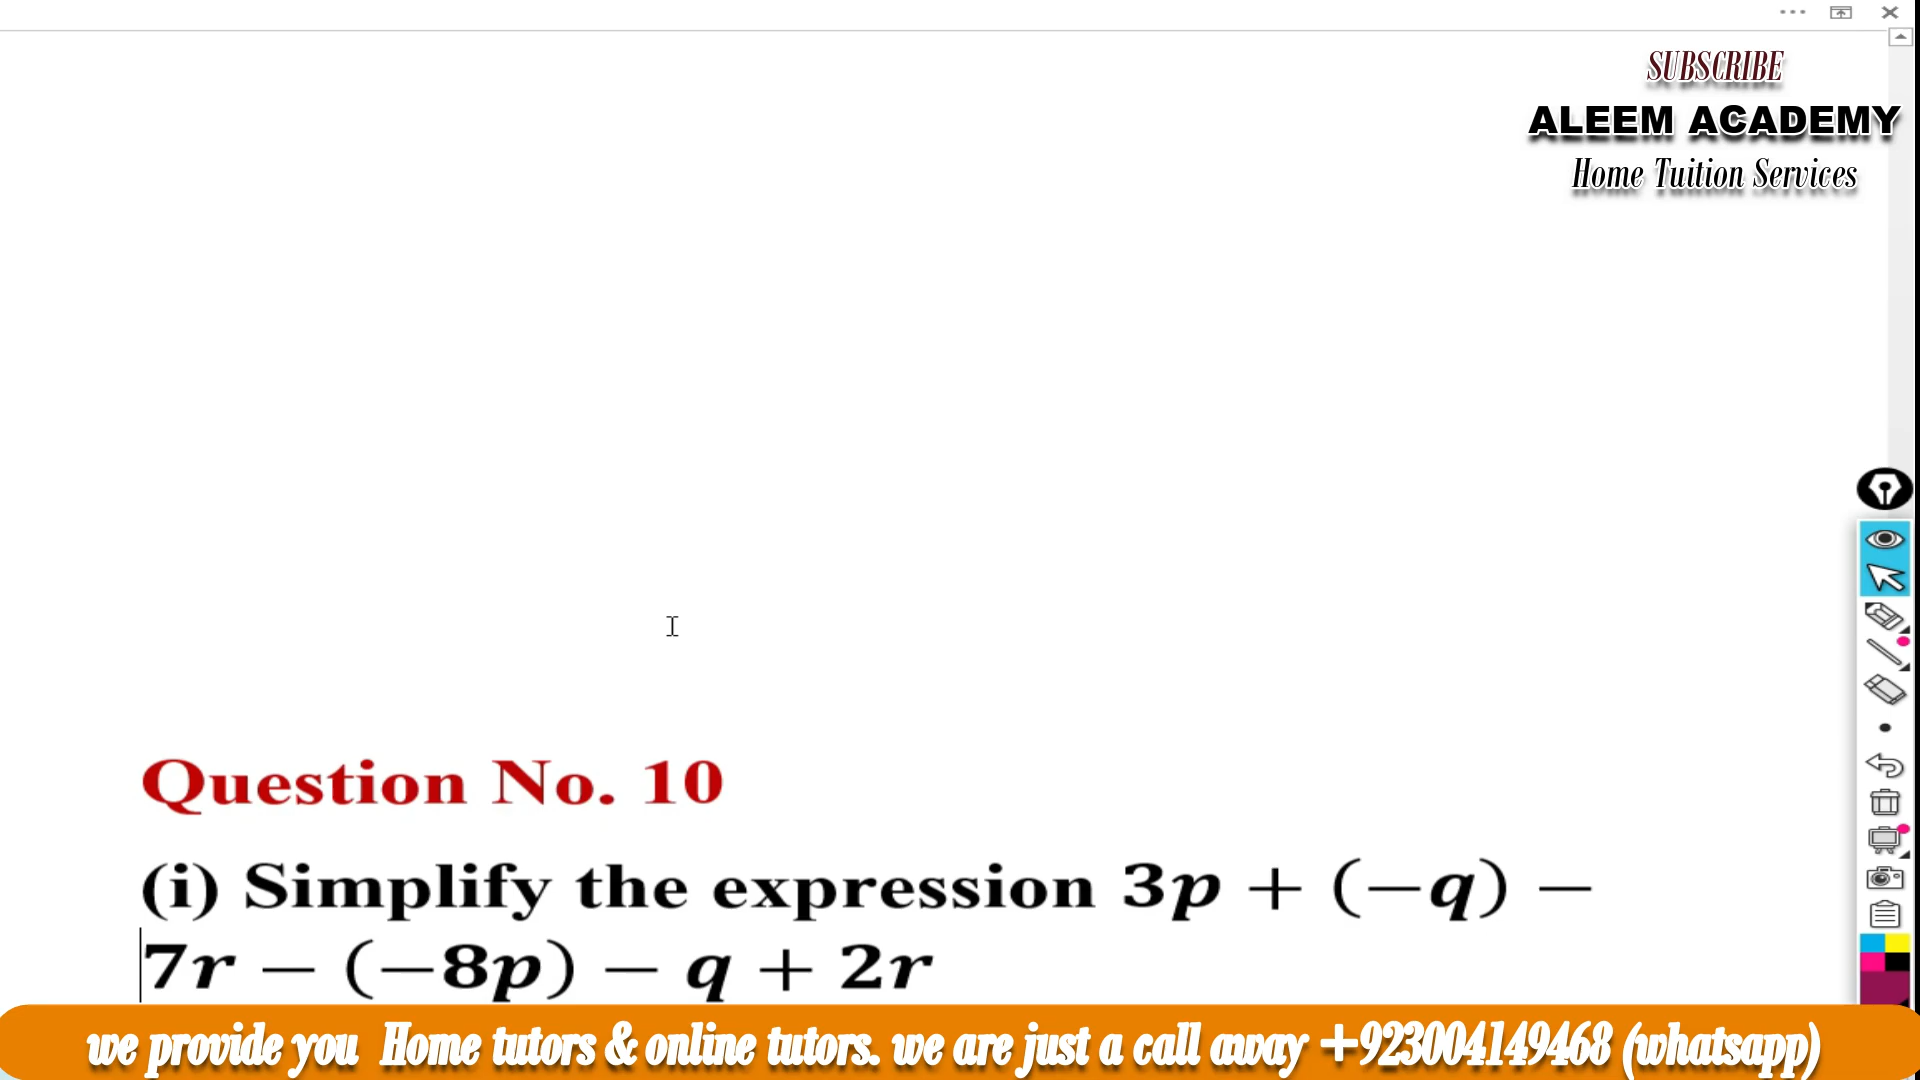 SUBSCRIBE
ALEEM ACADEMY
Home Tuition Services
Question No. 10
(i) Simplify the expression 3p + (−q) −
7r − (−8p) − q + 2r
we provide you Home tutors & online tutors. we are just a call away +923004149468 (whatsapp)